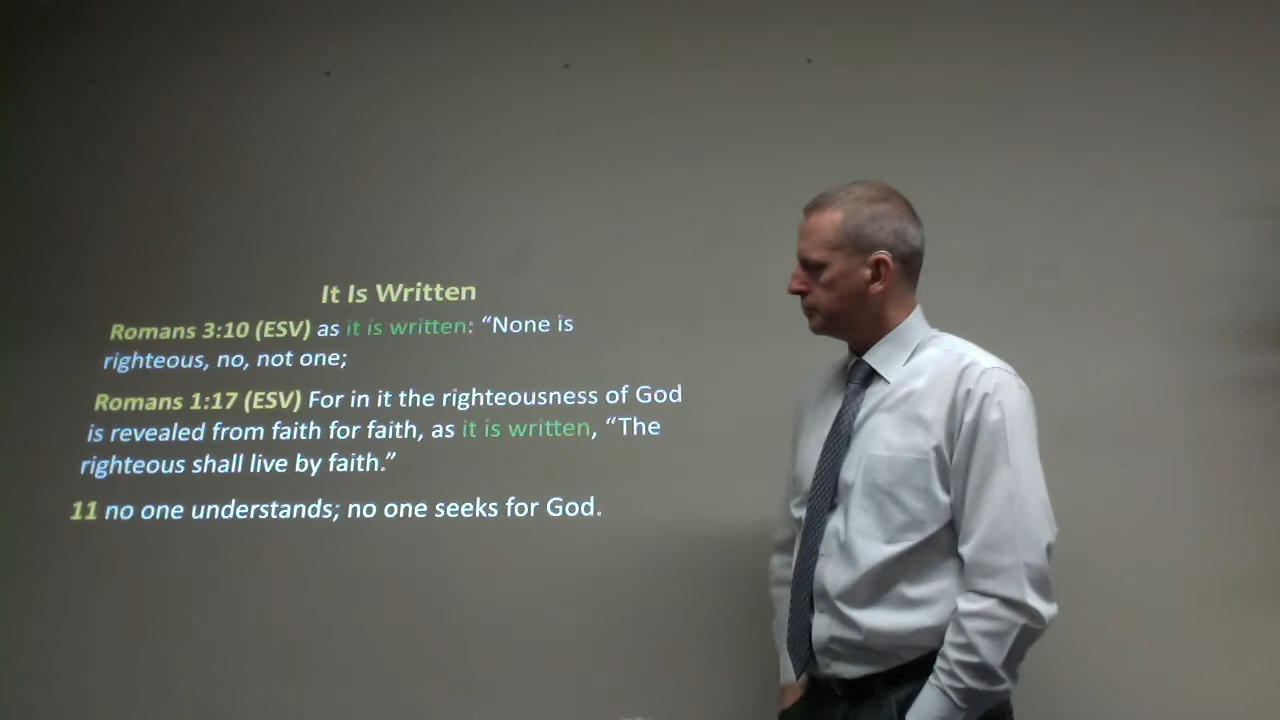 It Is Written
Romans 3:10 (ESV) as it is written: “None is
righteous, no, not one;
Romans 1:17 (ESV) For in it the righteousness of God
is revealed from faith for faith, as it is written, “The
righteous shall live by faith.”
11 no one understands; no one seeks for God.